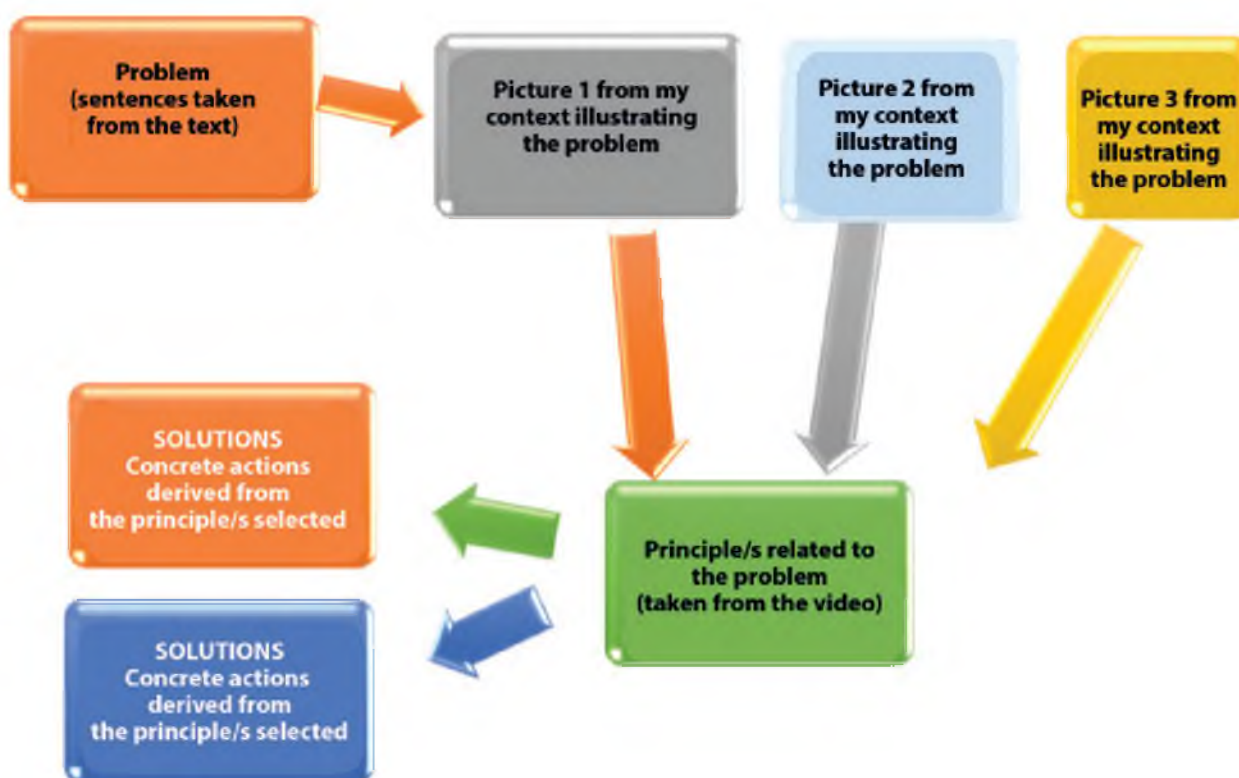 Problem
(sentences taken
from the text)
Picture 1 from my
context illustrating
the problem
Picture 2 from
my context
illustrating
the problem
Picture 3 from
my context
illustrating
the problem
SOLUTIONS
Concrete actions
derived from
the principle/s selected
Principle/s related to
the problem
(taken from the video)
SOLUTIONS
Concrete actions
derived from
the principle/s selected